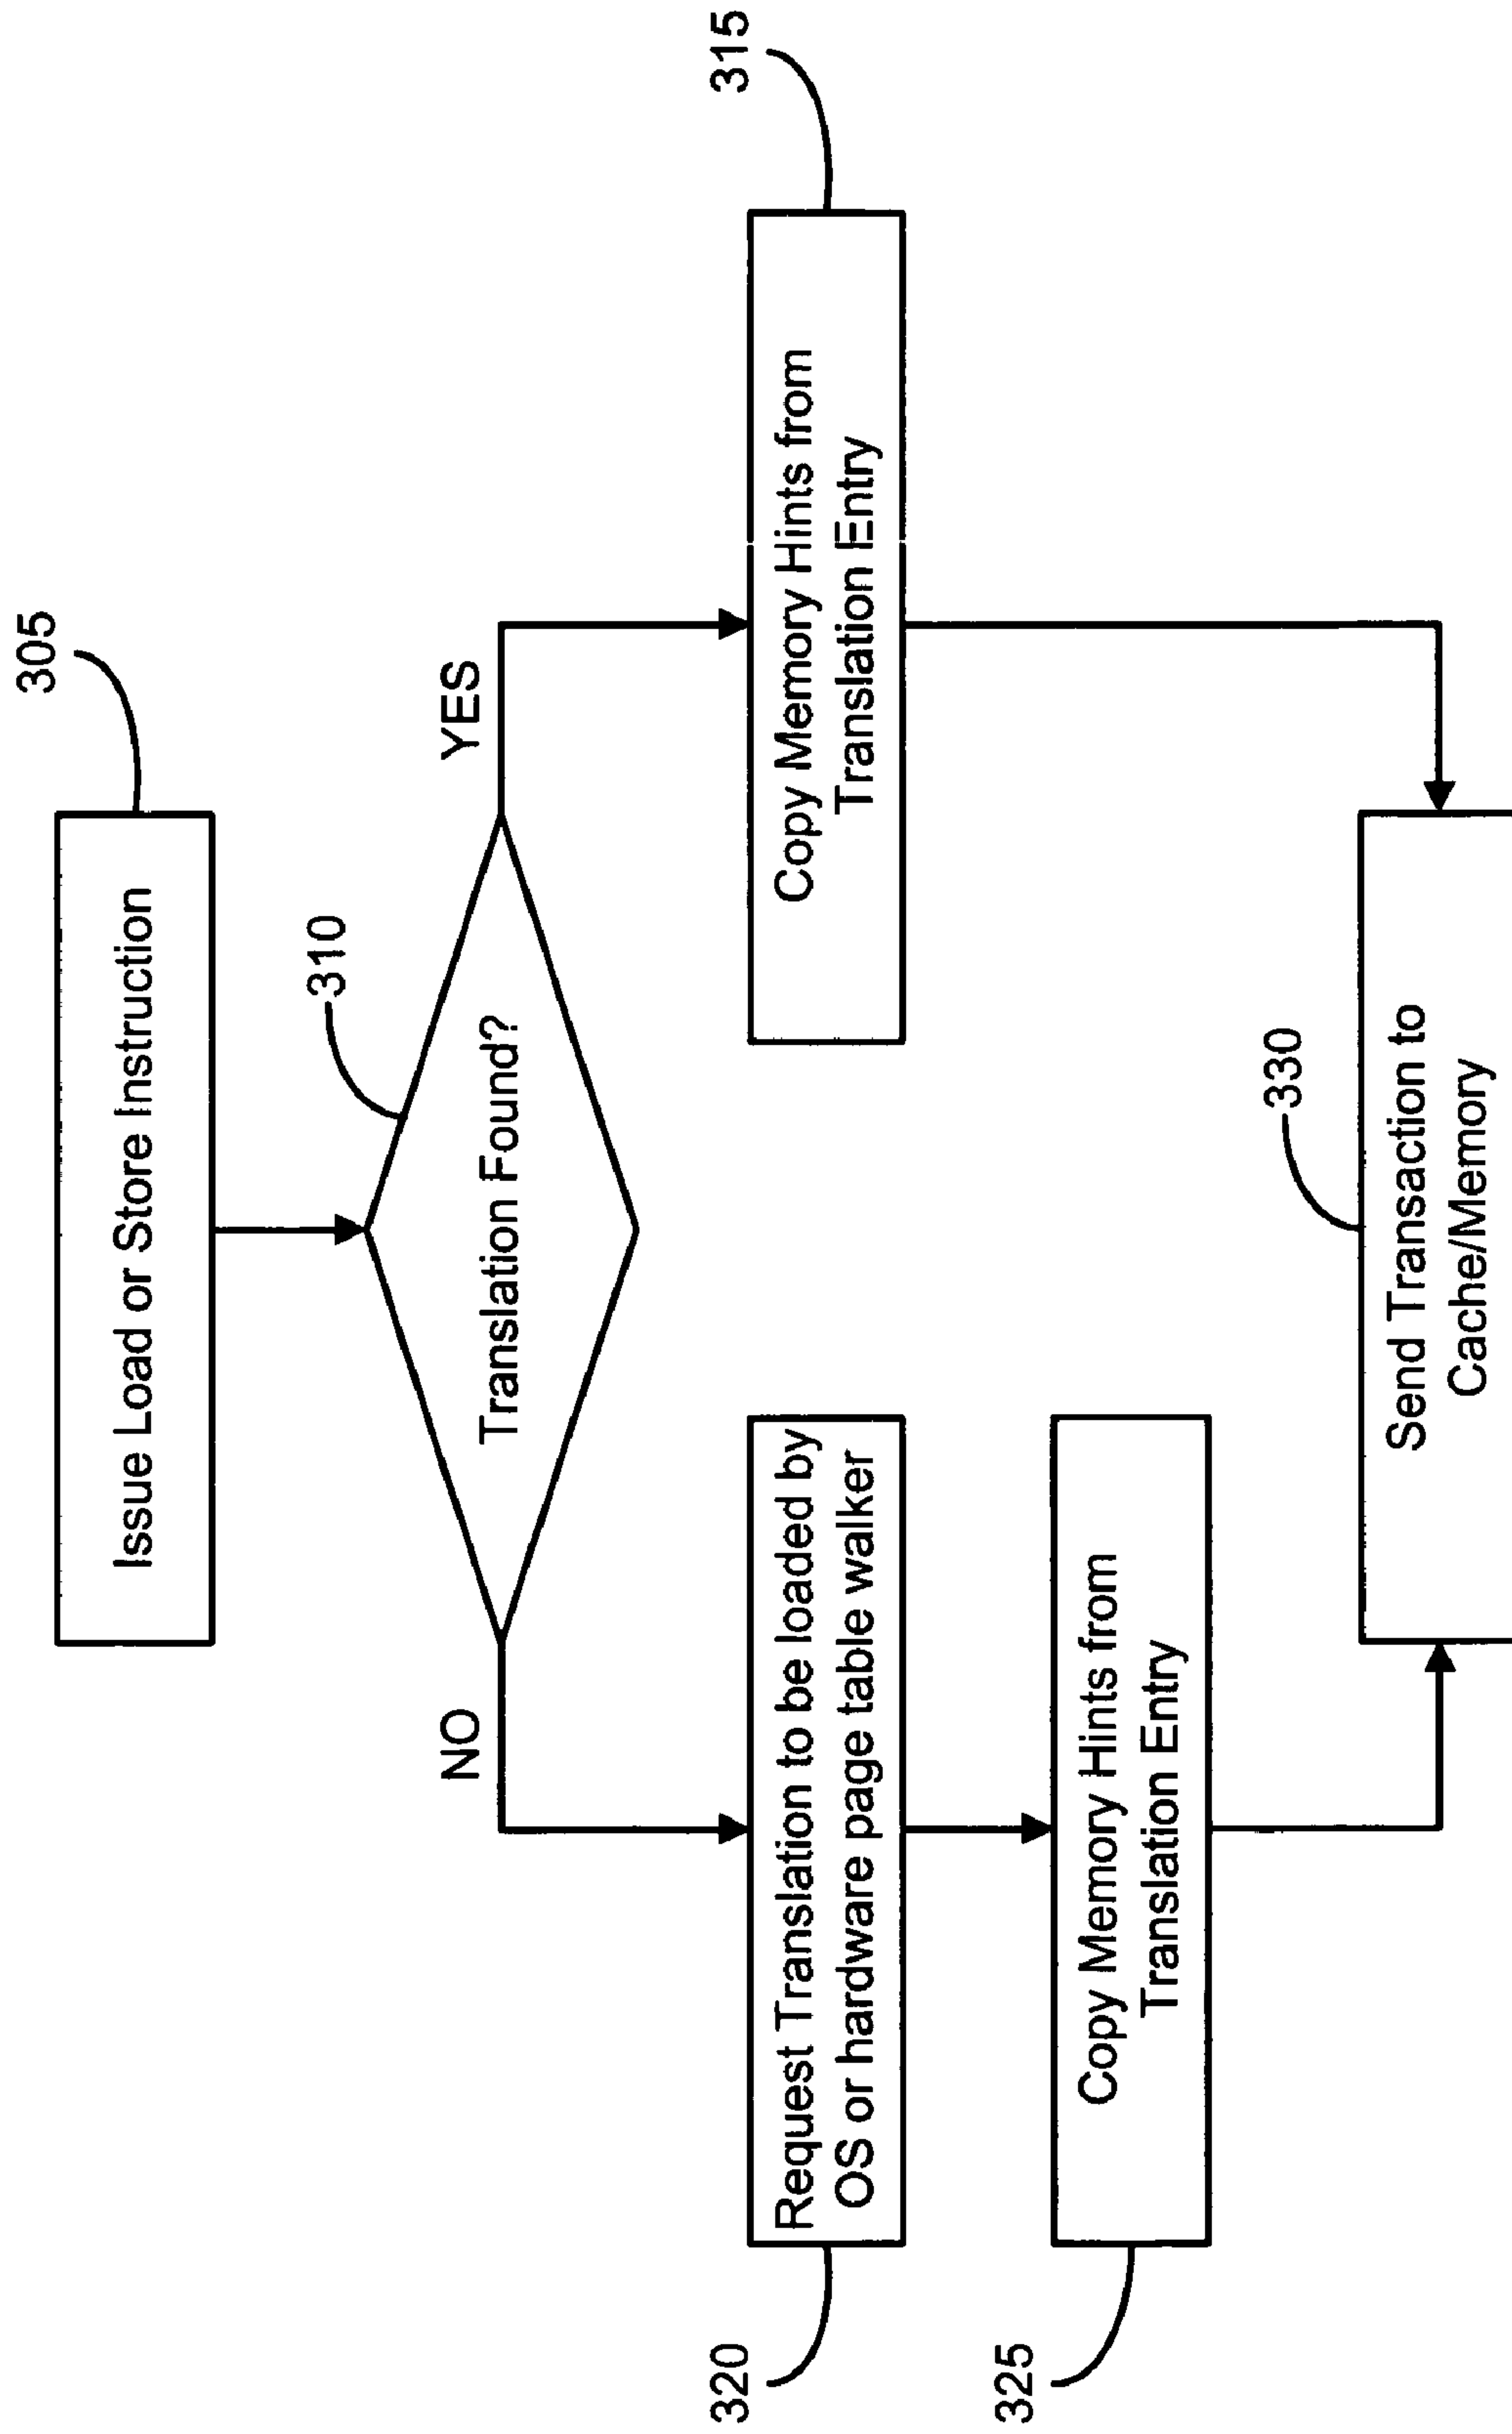 305
Issue Load or Store Instruction
310
Translation Found?
NO
YES
320
Request Translation to be loaded by
OS or hardware page table walker
Copy Memory Hints from
Translation Entry
315
325
Copy Memory Hints from
Translation Entry
330
Send Transaction to
Cache/Memory